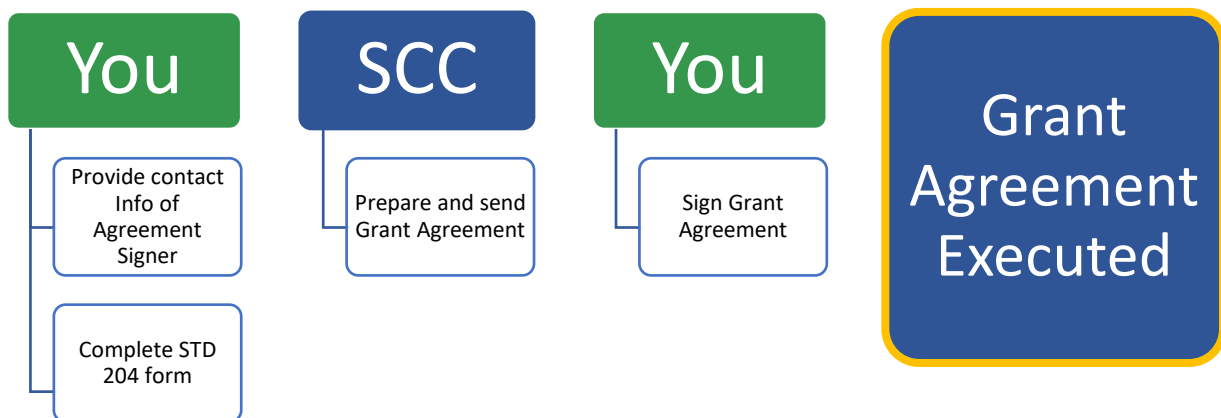 You
Provide contact
Info of
Agreement
Signer
Complete STD
204 form
SCC
Prepare and send
Grant Agreement
You
Sign Grant
Agreement
Grant
Agreement
Executed